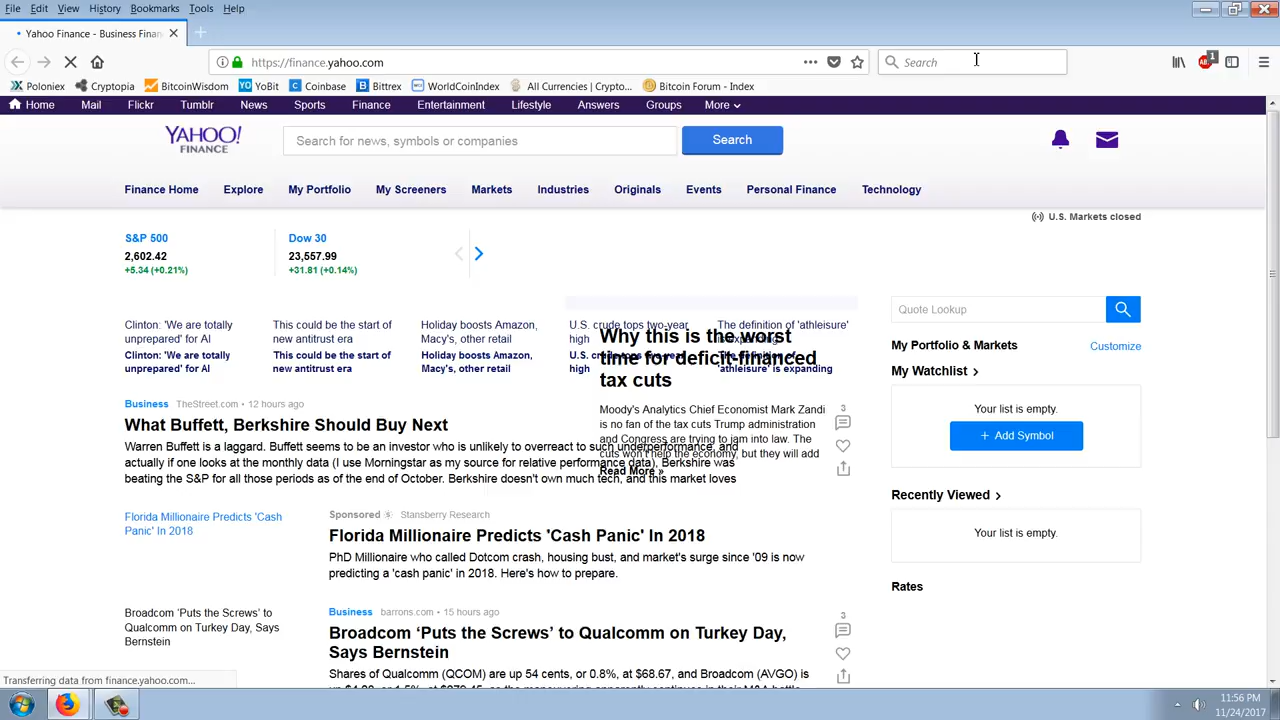 File Edit View History Bookmarks Tools Help
Yahoo Finance - Business Finan
https://finance.yahoo.com
Search
1
Poloniex Cryptopia BitcoinWisdom YoBit Coinbase Bittrex WorldCoinIndex All Currencies | Crypto... Bitcoin Forum - Index
Home Mail Flickr Tumblr News Sports Finance Entertainment Lifestyle Answers Groups More
YAHOO!
FINANCE
Search for news, symbols or companies
Search
Finance Home Explore My Portfolio My Screeners Markets Industries Originals Events Personal Finance Technology
U.S. Markets closed
S&P 500
2,602.42
+5.34 (+0.21%)
Dow 30
23,557.99
+31.81 (+0.14%)
Quote Lookup
Clinton: 'We are totally
unprepared' for AI
Clinton: 'We are totally
unprepared' for AI
This could be the start of
new antitrust era
This could be the start of
new antitrust era
Holiday boosts Amazon,
Macy's, other retail
Holiday boosts Amazon,
Macy's, other retail
U.S. crude tops two-year
high
U.S. crude tops two-year
high
The definition of 'athleisure'
is expanding
The definition of
'athleisure' is expanding
Why this is the worst
time for deficit-financed
tax cuts
Moody's Analytics Chief Economist Mark Zandi
is no fan of the tax cuts Trump administration
and Congress are trying to jam into law. The
cuts won't help the economy, but they will add
Read More »
3
Business TheStreet.com • 12 hours ago
What Buffett, Berkshire Should Buy Next
Warren Buffett is a laggard. Buffett seems to be an investor who is unlikely to overreact to such underperformance, and
actually if one looks at the monthly data (I use Morningstar as my source for relative performance data), Berkshire was
beating the S&P for all those periods as of the end of October. Berkshire doesn't own much tech, and this market loves
Florida Millionaire Predicts 'Cash
Panic' In 2018
Sponsored Stansberry Research
Florida Millionaire Predicts 'Cash Panic' In 2018
PhD Millionaire who called Dotcom crash, housing bust, and market's surge since '09 is now
predicting a 'cash panic' in 2018. Here's how to prepare.
Broadcom ‘Puts the Screws’ to
Qualcomm on Turkey Day, Says
Bernstein
Business barrons.com • 15 hours ago
Broadcom ‘Puts the Screws’ to Qualcomm on Turkey Day,
Says Bernstein
Shares of Qualcomm (QCOM) are up 54 cents, or 0.8%, at $68.67, and Broadcom (AVGO) is
3
My Portfolio & Markets
Customize
My Watchlist
Your list is empty.
+ Add Symbol
Recently Viewed
Your list is empty.
Rates
Transferring data from finance.yahoo.com...
11:56 PM
11/24/2017